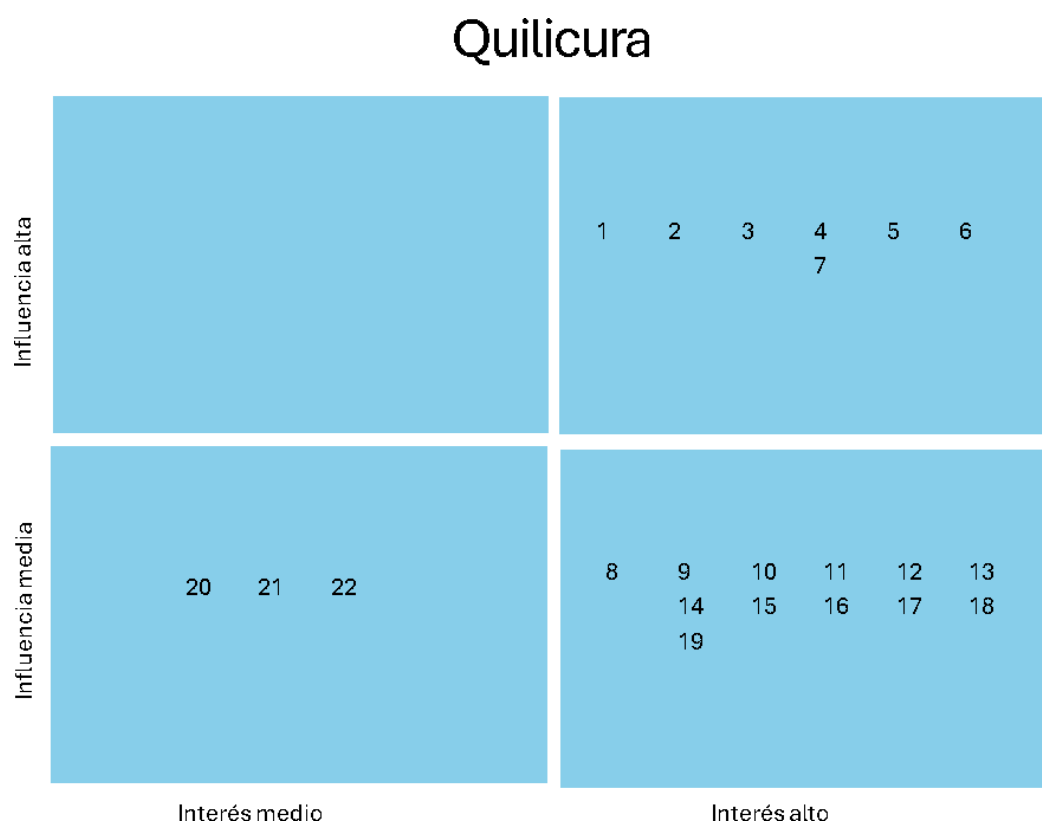 Quilicura
Influencia alta
1 2 3 4 5 6
7
Influencia media
20 21 22
8 9 10 11 12 13
14 15 16 17 18
19
Interés medio
Interés alto